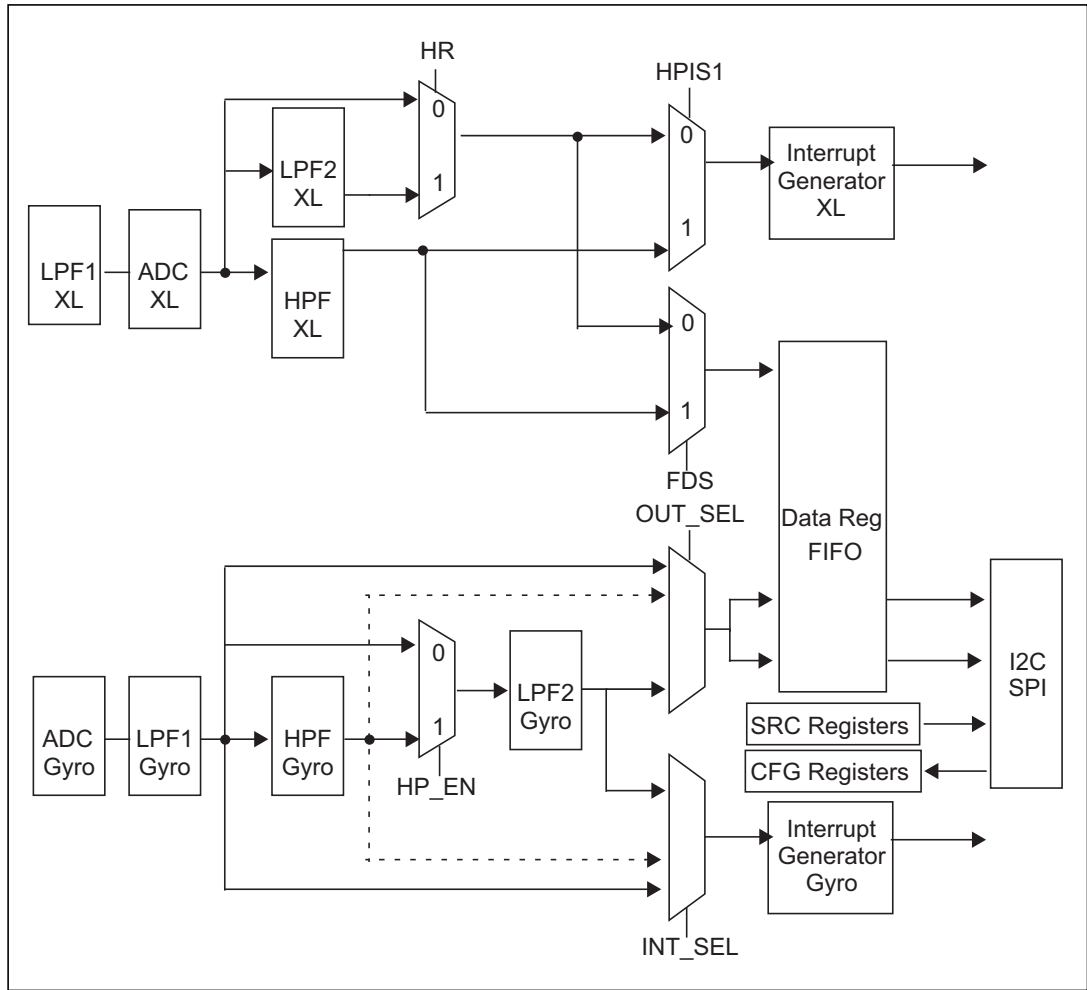 HR
HPIS1
0
1
LPF2
XL
0
1
Interrupt
Generator
XL
LPF1
XL
ADC
XL
HPF
XL
0
1
FDS
OUT_SEL
Data Reg
FIFO
0
1
HP_EN
LPF2
Gyro
I2C
SPI
ADC
Gyro
LPF1
Gyro
HPF
Gyro
SRC Registers
CFG Registers
Interrupt
Generator
Gyro
INT_SEL